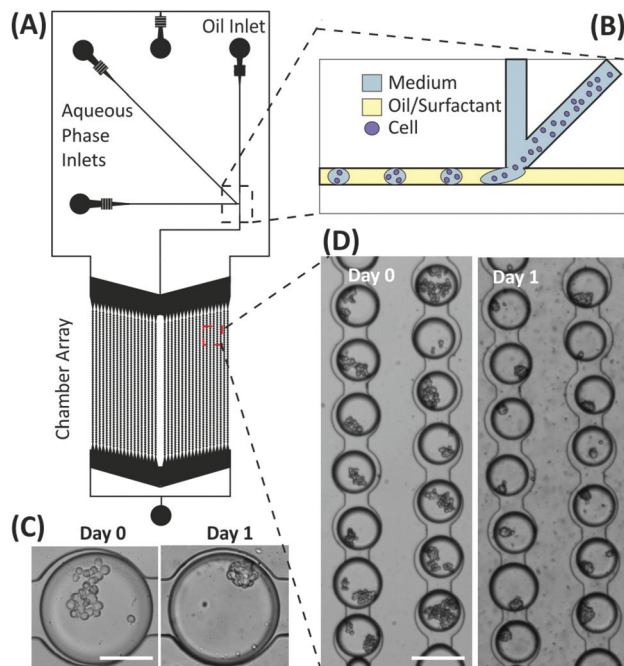 (A)
Oil Inlet
Aqueous
Phase
Inlets
(B)
Medium
Oil/Surfactant
Cell
Chamber Array
(C)
Day 0
Day 1
(D)
Day 0
Day 1